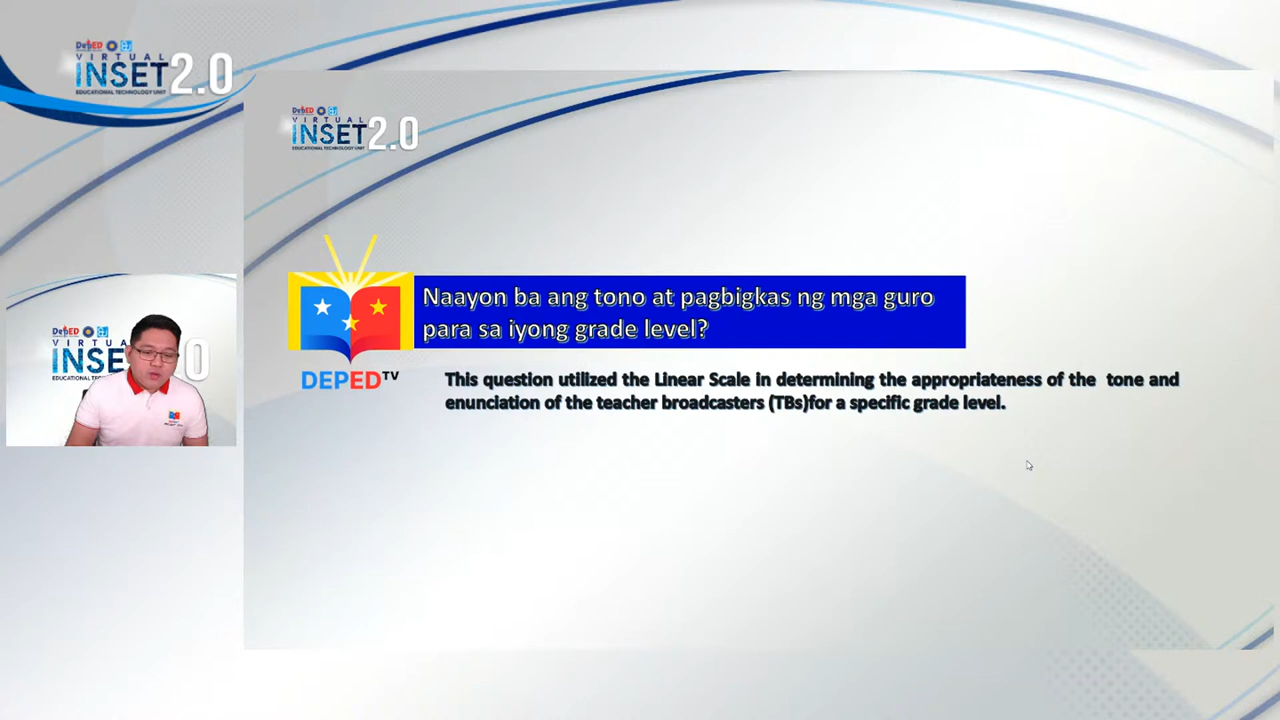 DepED
VIRTUAL
INSET 2.0
EDUCATIONAL TECHNOLOGY UNIT
DepED
VIRTUAL
INSET 2.0
EDUCATIONAL TECHNOLOGY UNIT
Naayon ba ang tono at pagbigkas ng mga guro
para sa iyong grade level?
DEPED TV
This question utilized the Linear Scale in determining the appropriateness of the tone and
enunciation of the teacher broadcasters (TBs)for a specific grade level.
DepED
VIRTUA
INSE 0
EDUCATIONAL